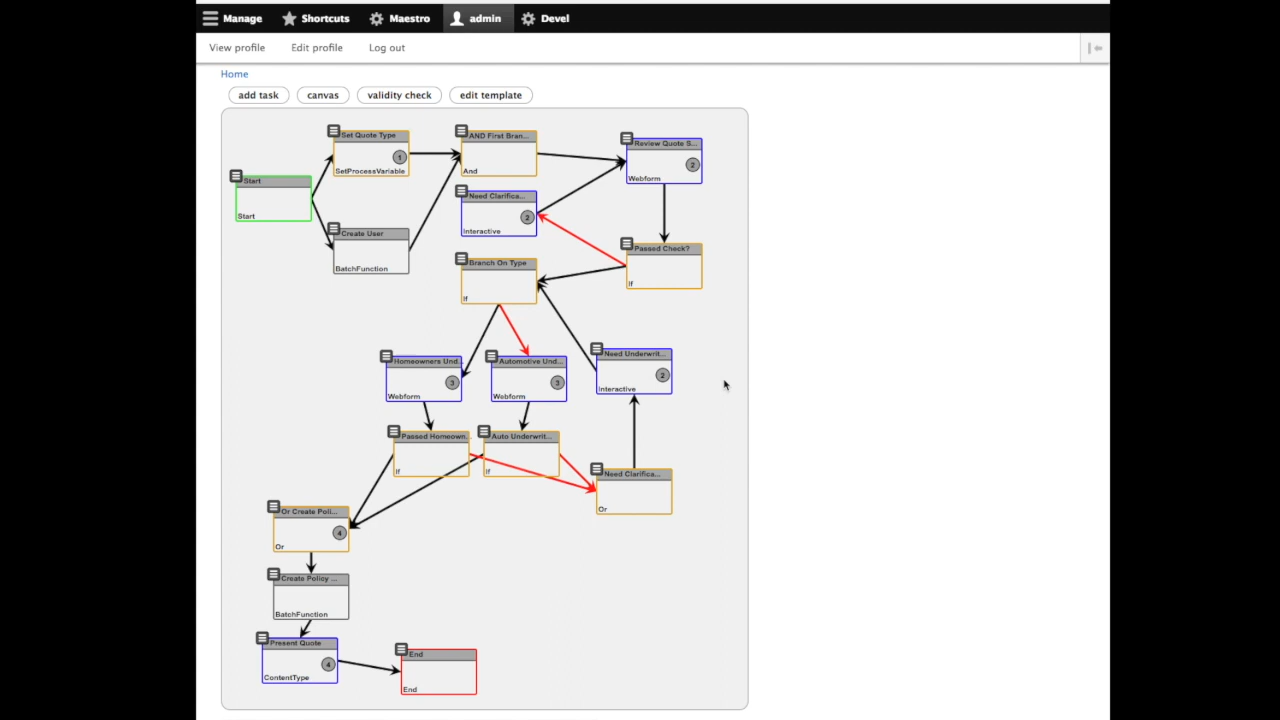 Manage Shortcuts Maestro admin Devel
View profile Edit profile Log out
Home
add task canvas validity check edit template
Set Quote Type
1
SetProcessVariable
AND First Bran...
And
Review Quote S...
2
Webform
Start
Start
Need Clarifica...
2
Interactive
Create User
BatchFunction
Passed Check?
If
Branch On Type
If
Homeowners Und...
3
Webform
Automotive Und...
3
Webform
Need Underwrit...
2
Interactive
Passed Homeown...
If
Auto Underwrit...
If
Need Clarifica...
Or
Or Create Poli...
4
Or
Create Policy ...
BatchFunction
Present Quote
4
ContentType
End
End